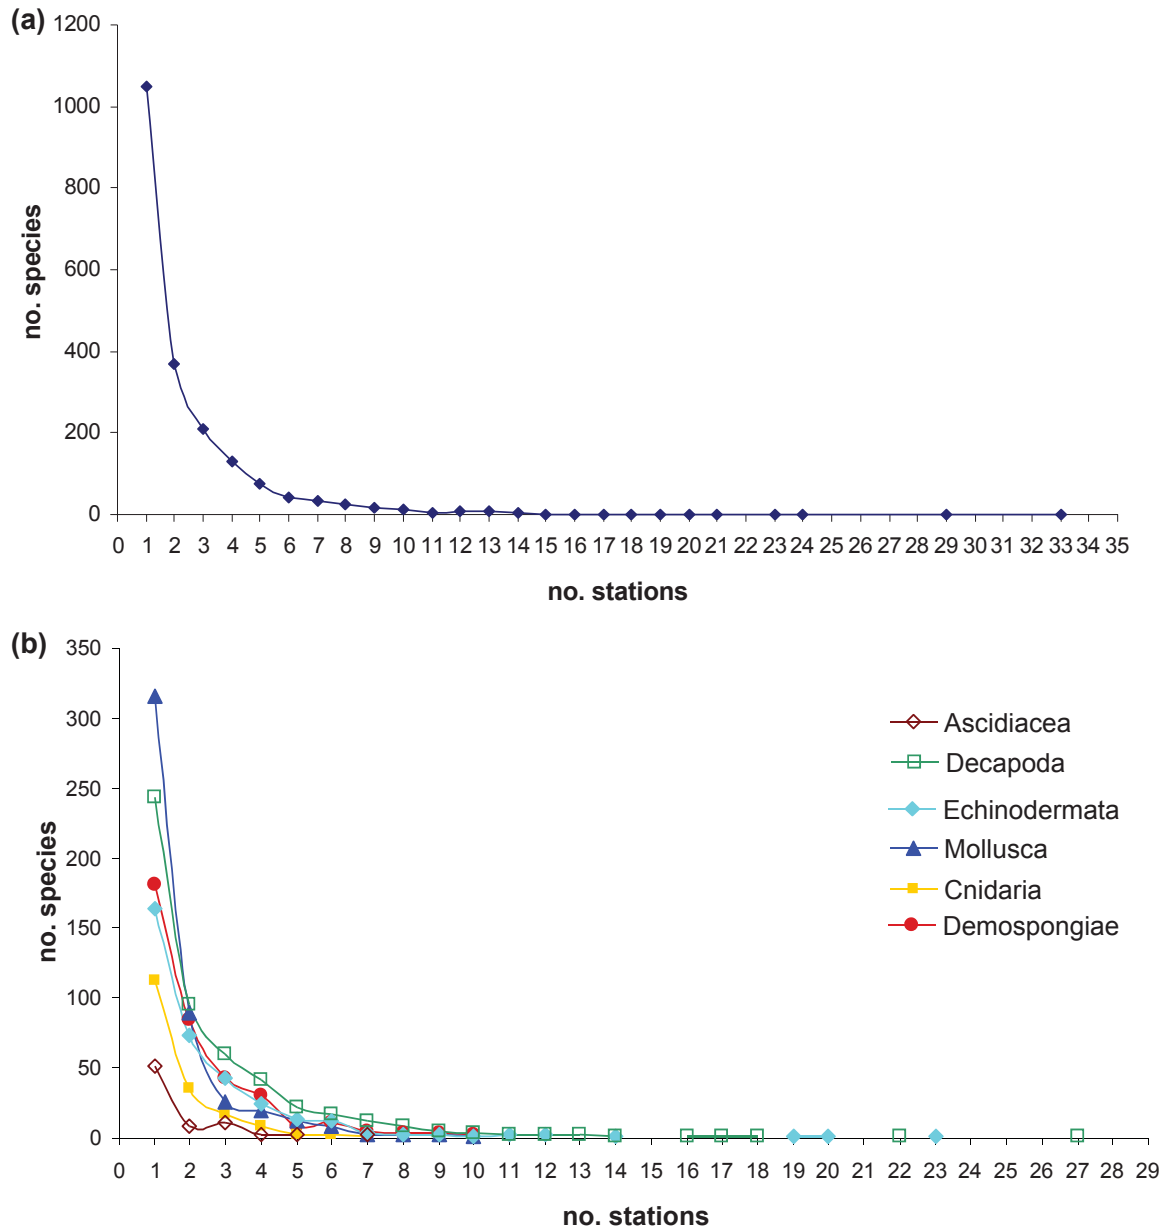 (a)
1200
1000
800
600
400
200
0
no. species
0 1 2 3 4 5 6 7 8 9 10 11 12 13 14 15 16 17 18 19 20 21 22 23 24 25 26 27 28 29 30 31 32 33 34 35
no. stations
(b)
350
300
250
200
150
100
50
0
no. species
Ascidiacea
Decapoda
Echinodermata
Mollusca
Cnidaria
Demospongiae
0 1 2 3 4 5 6 7 8 9 10 11 12 13 14 15 16 17 18 19 20 21 22 23 24 25 26 27 28 29
no. stations